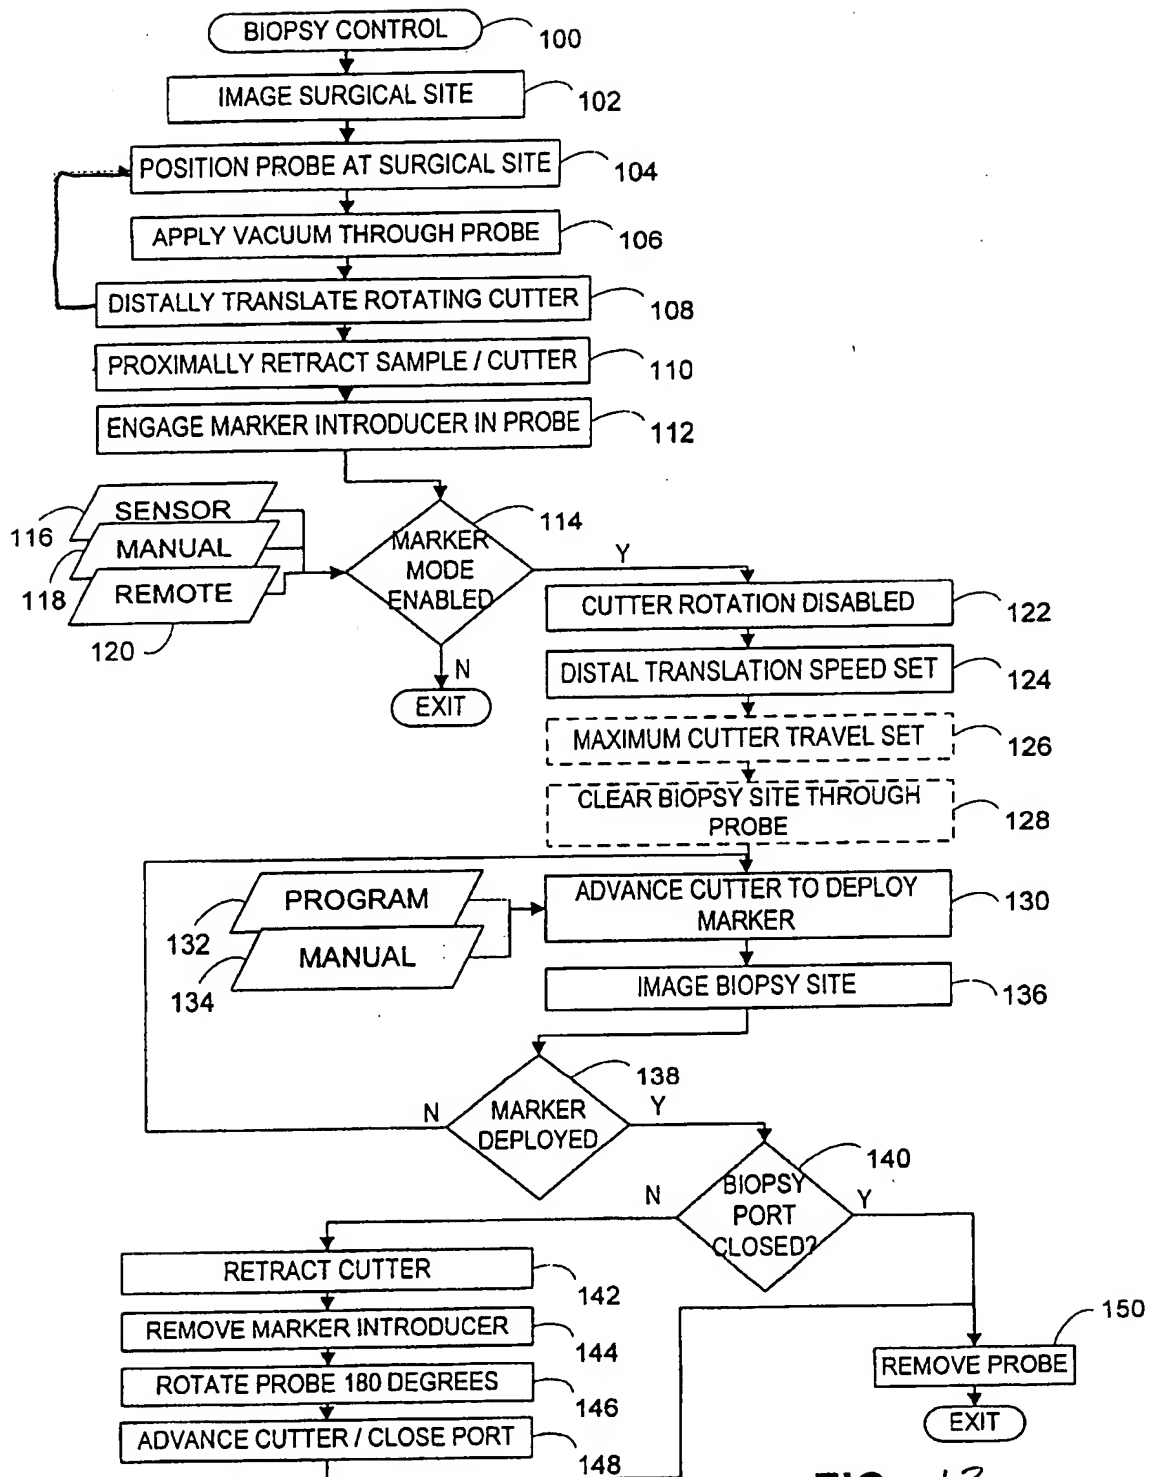 BIOPSY CONTROL
100
IMAGE SURGICAL SITE
102
POSITION PROBE AT SURGICAL SITE
104
APPLY VACUUM THROUGH PROBE
106
DISTALLY TRANSLATE ROTATING CUTTER
108
PROXIMALLY RETRACT SAMPLE / CUTTER
110
ENGAGE MARKER INTRODUCER IN PROBE
112
SENSOR
116
MANUAL
118
REMOTE
120
MARKER
MODE
ENABLED
114
Y
N
EXIT
CUTTER ROTATION DISABLED
122
DISTAL TRANSLATION SPEED SET
124
MAXIMUM CUTTER TRAVEL SET
126
CLEAR BIOPSY SITE THROUGH
PROBE
128
PROGRAM
132
MANUAL
134
ADVANCE CUTTER TO DEPLOY
MARKER
130
IMAGE BIOPSY SITE
136
138
N
MARKER
DEPLOYED
Y
140
N
BIOPSY
PORT
CLOSED?
Y
RETRACT CUTTER
142
REMOVE MARKER INTRODUCER
144
ROTATE PROBE 180 DEGREES
146
ADVANCE CUTTER / CLOSE PORT
148
150
REMOVE PROBE
EXIT